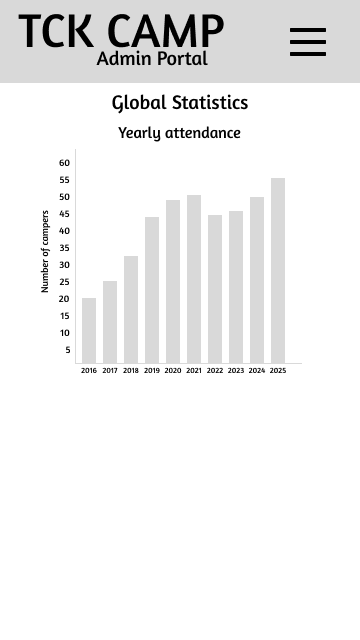 TCK CAMP
Admin Portal
Global Statistics
Yearly attendance
Number of campers
60
55
50
45
40
35
30
25
20
15
10
5
2016 2017 2018 2019 2020 2021 2022 2023 2024 2025